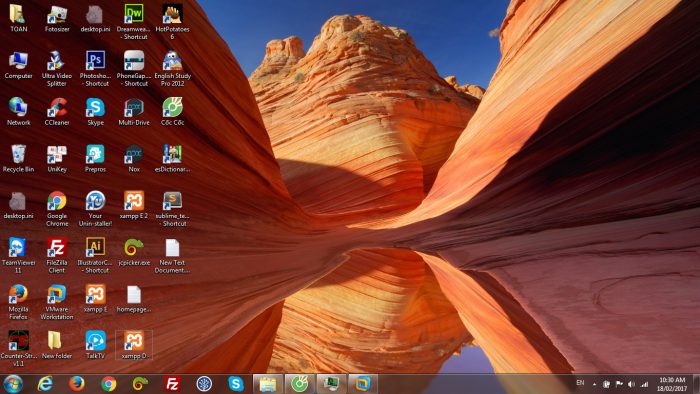 TOAN
Fotosizer
desktop.ini
Dreamwea...
- Shortcut
HotPotatoes
6
Computer
Ultra Video
Splitter
Photosho...
- Shortcut
PhoneGap....
- Shortcut
English Study
Pro 2012
Network
CCleaner
Skype
Multi-Drive
Cốc Cốc
Recycle Bin
UniKey
Prepros
Nox
esDictionar...
desktop.ini
Google
Chrome
Your
Unin-staller!
xampp E 2
sublime_te...
- Shortcut
TeamViewer
11
FileZilla
Client
IllustratorC...
- Shortcut
jcpicker.exe
New Text
Document....
Mozilla
Firefox
VMware
Workstation
xampp E
homepage...
Counter-Str...
v1.1
New folder
TalkTV
xampp D
EN
10:30 AM
18/02/2017